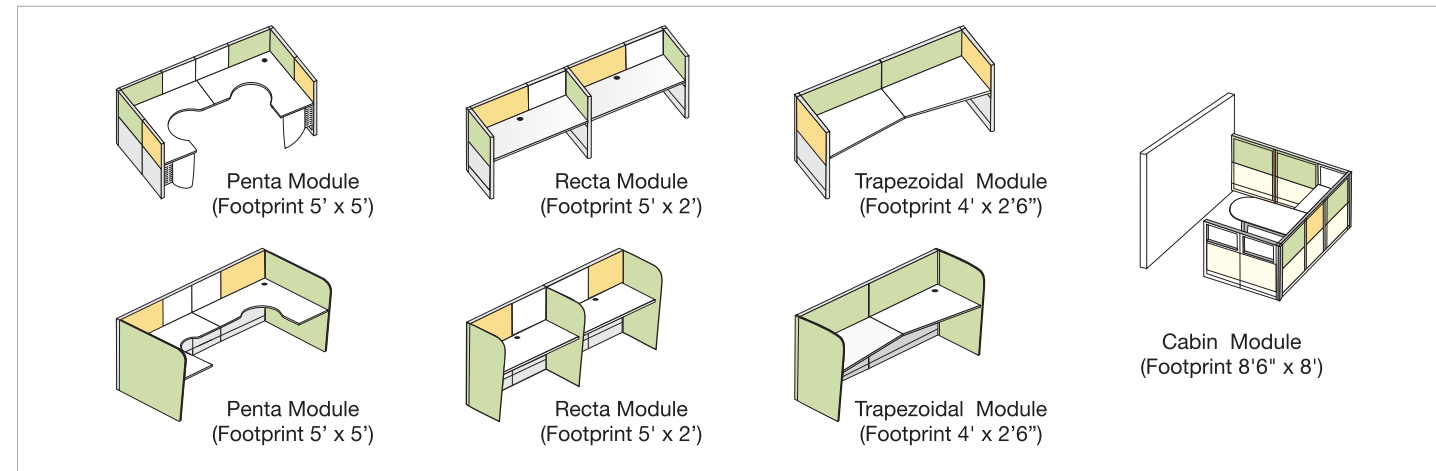 Penta Module
(Footprint 5’ x 5’)
Recta Module
(Footprint 5' x 2’)
Trapezoidal Module
(Footprint 4' x 2’6”)
Penta Module
(Footprint 5’ x 5’)
Recta Module
(Footprint 5' x 2’)
Trapezoidal Module
(Footprint 4' x 2’6”)
Cabin Module
(Footprint 8'6" x 8')